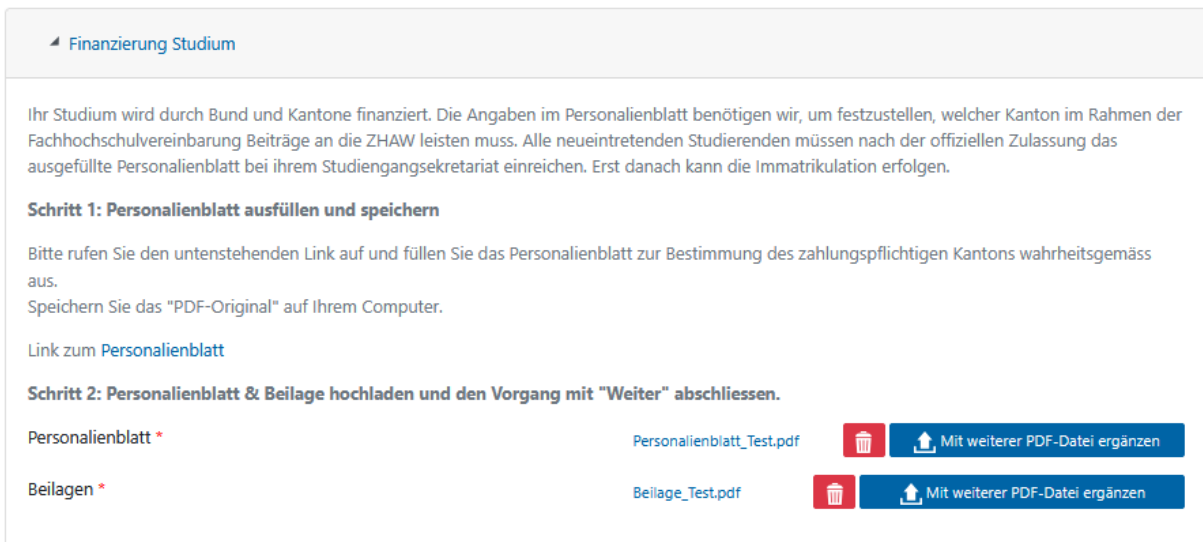 Finanzierung Studium
Ihr Studium wird durch Bund und Kantone finanziert. Die Angaben im Personalienblatt benötigen wir, um festzustellen, welcher Kanton im Rahmen der
Fachhochschulvereinbarung Beiträge an die ZHAW leisten muss. Alle neueintretenden Studierenden müssen nach der offiziellen Zulassung das
ausgefüllte Personalienblatt bei ihrem Studiengangsekretariat einreichen. Erst danach kann die Immatrikulation erfolgen.
Schritt 1: Personalienblatt ausfüllen und speichern
Bitte rufen Sie den untenstehenden Link auf und füllen Sie das Personalienblatt zur Bestimmung des zahlungspflichtigen Kantons wahrheitsgemäss
aus.
Speichern Sie das "PDF-Original" auf Ihrem Computer.
Link zum Personalienblatt
Schritt 2: Personalienblatt & Beilage hochladen und den Vorgang mit "Weiter" abschliessen.
Personalienblatt * Personalienblatt_Test.pdf Mit weiterer PDF-Datei ergänzen
Beilagen * Beilage_Test.pdf Mit weiterer PDF-Datei ergänzen